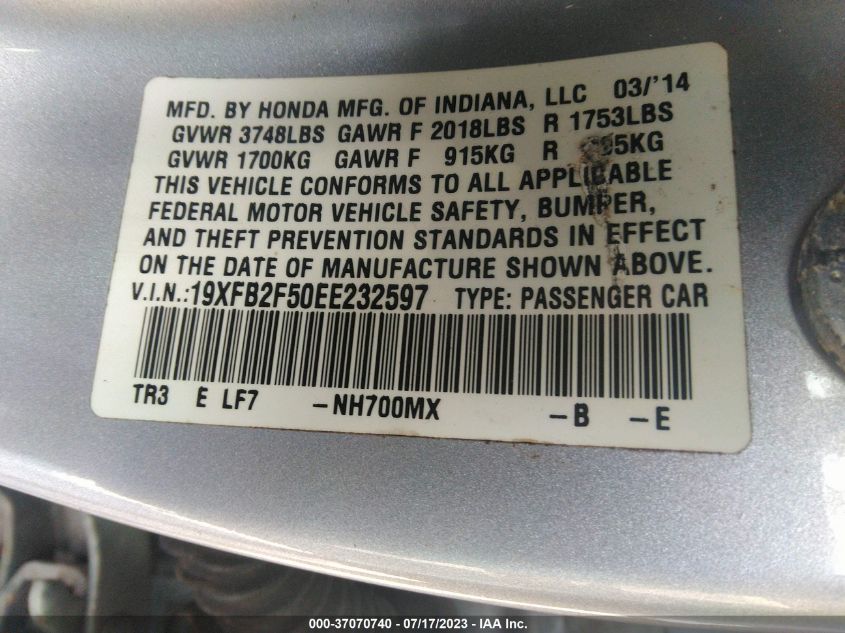 MFD. BY HONDA MFG. OF INDIANA, LLC 03/'14
GVWR 3748LBS GAWR F 2018LBS R 1753LBS
GVWR 1700KG GAWR F 915KG R
THIS VEHICLE CONFORMS TO ALL APPLICABLE
FEDERAL MOTOR VEHICLE SAFETY, BUMPER,
AND THEFT PREVENTION STANDARDS IN EFFECT
ON THE DATE OF MANUFACTURE SHOWN ABOVE.
V.I.N.:19XFB2F50EE232597 TYPE: PASSENGER CAR
TR3 E LF7 -NH700MX -B -E
000-37070740 / 07/17/2023 - IAA Inc.